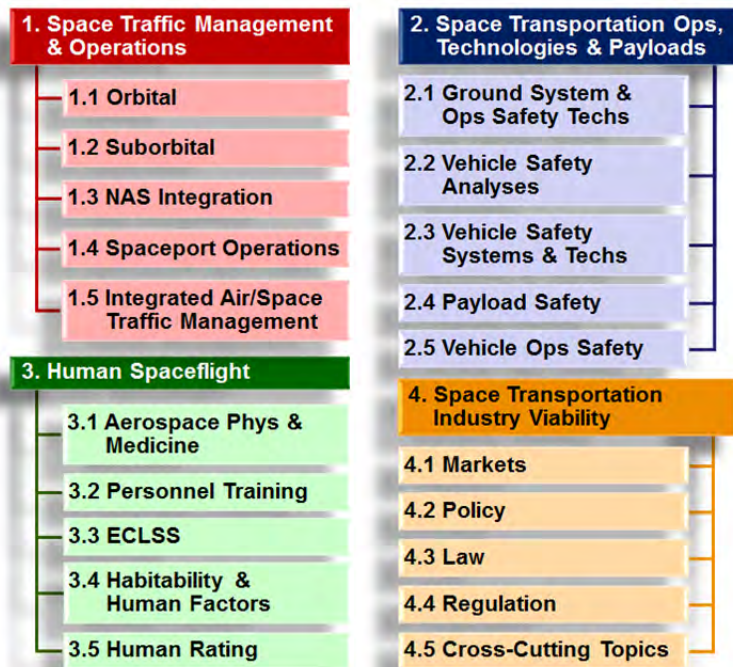 1. Space Traffic Management
& Operations
1.1 Orbital
1.2 Suborbital
1.3 NAS Integration
1.4 Spaceport Operations
1.5 Integrated Air/Space
Traffic Management
2. Space Transportation Ops,
Technologies & Payloads
2.1 Ground System &
Ops Safety Techs
2.2 Vehicle Safety
Analyses
2.3 Vehicle Safety
Systems & Techs
2.4 Payload Safety
2.5 Vehicle Ops Safety
3. Human Spaceflight
3.1 Aerospace Phys &
Medicine
3.2 Personnel Training
3.3 ECLSS
3.4 Habitability &
Human Factors
3.5 Human Rating
4. Space Transportation
Industry Viability
4.1 Markets
4.2 Policy
4.3 Law
4.4 Regulation
4.5 Cross-Cutting Topics